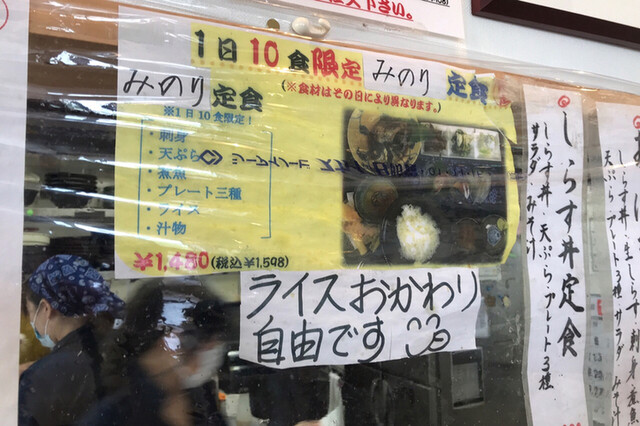 1日10食限定 みのり 定食
(※食材はその日により異なります。)
みのり定食
※1日10食限定!
・刺身
・天ぷら
・煮魚
・プレート三種
・ライス
・汁物
¥1,480(税込¥1,598)
ライスおかわり
自由です
しらす丼定食
しらす丼・天ぷらプレート3種
サラダ みそ汁
下さい。